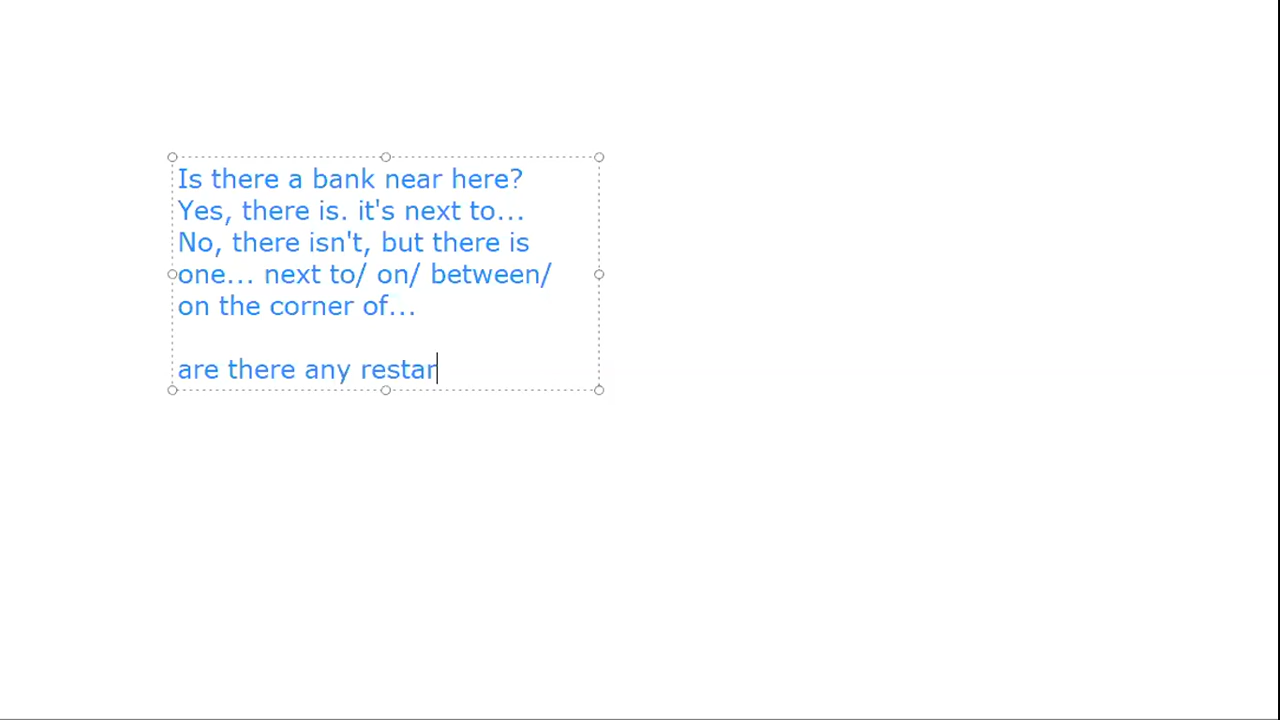 Is there a bank near here?
Yes, there is. it's next to...
No, there isn't, but there is
one... next to/ on/ between/
on the corner of...
are there any restar